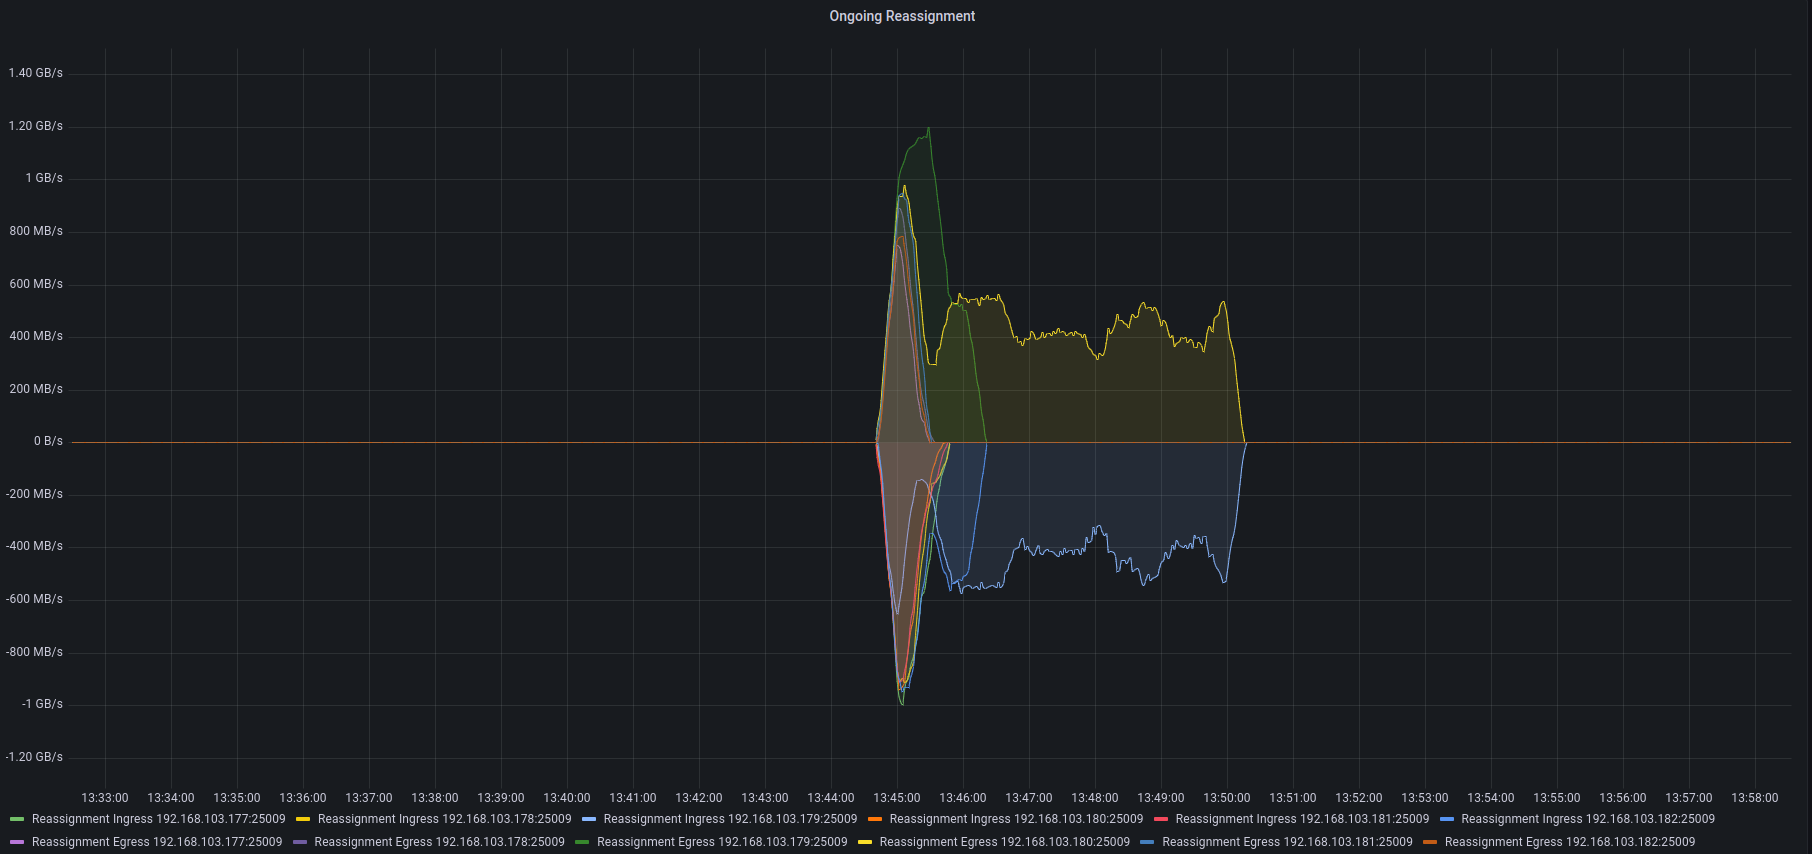 Ongoing Reassignment
1.40 GB/s
1.20 GB/s
1 GB/s
800 MB/s
600 MB/s
400 MB/s
200 MB/s
0 B/s
-200 MB/s
-400 MB/s
-600 MB/s
-800 MB/s
-1 GB/s
-1.20 GB/s
13:33:00 13:34:00 13:35:00 13:36:00 13:37:00 13:38:00 13:39:00 13:40:00 13:41:00 13:42:00 13:43:00 13:44:00 13:45:00 13:46:00 13:47:00 13:48:00 13:49:00 13:50:00 13:51:00 13:52:00 13:53:00 13:54:00 13:55:00 13:56:00 13:57:00 13:58:00
Reassignment Ingress 192.168.103.177:25009 Reassignment Ingress 192.168.103.178:25009 Reassignment Ingress 192.168.103.179:25009 Reassignment Ingress 192.168.103.180:25009 Reassignment Ingress 192.168.103.181:25009 Reassignment Ingress 192.168.103.182:25009
Reassignment Egress 192.168.103.177:25009 Reassignment Egress 192.168.103.178:25009 Reassignment Egress 192.168.103.179:25009 Reassignment Egress 192.168.103.180:25009 Reassignment Egress 192.168.103.181:25009 Reassignment Egress 192.168.103.182:25009